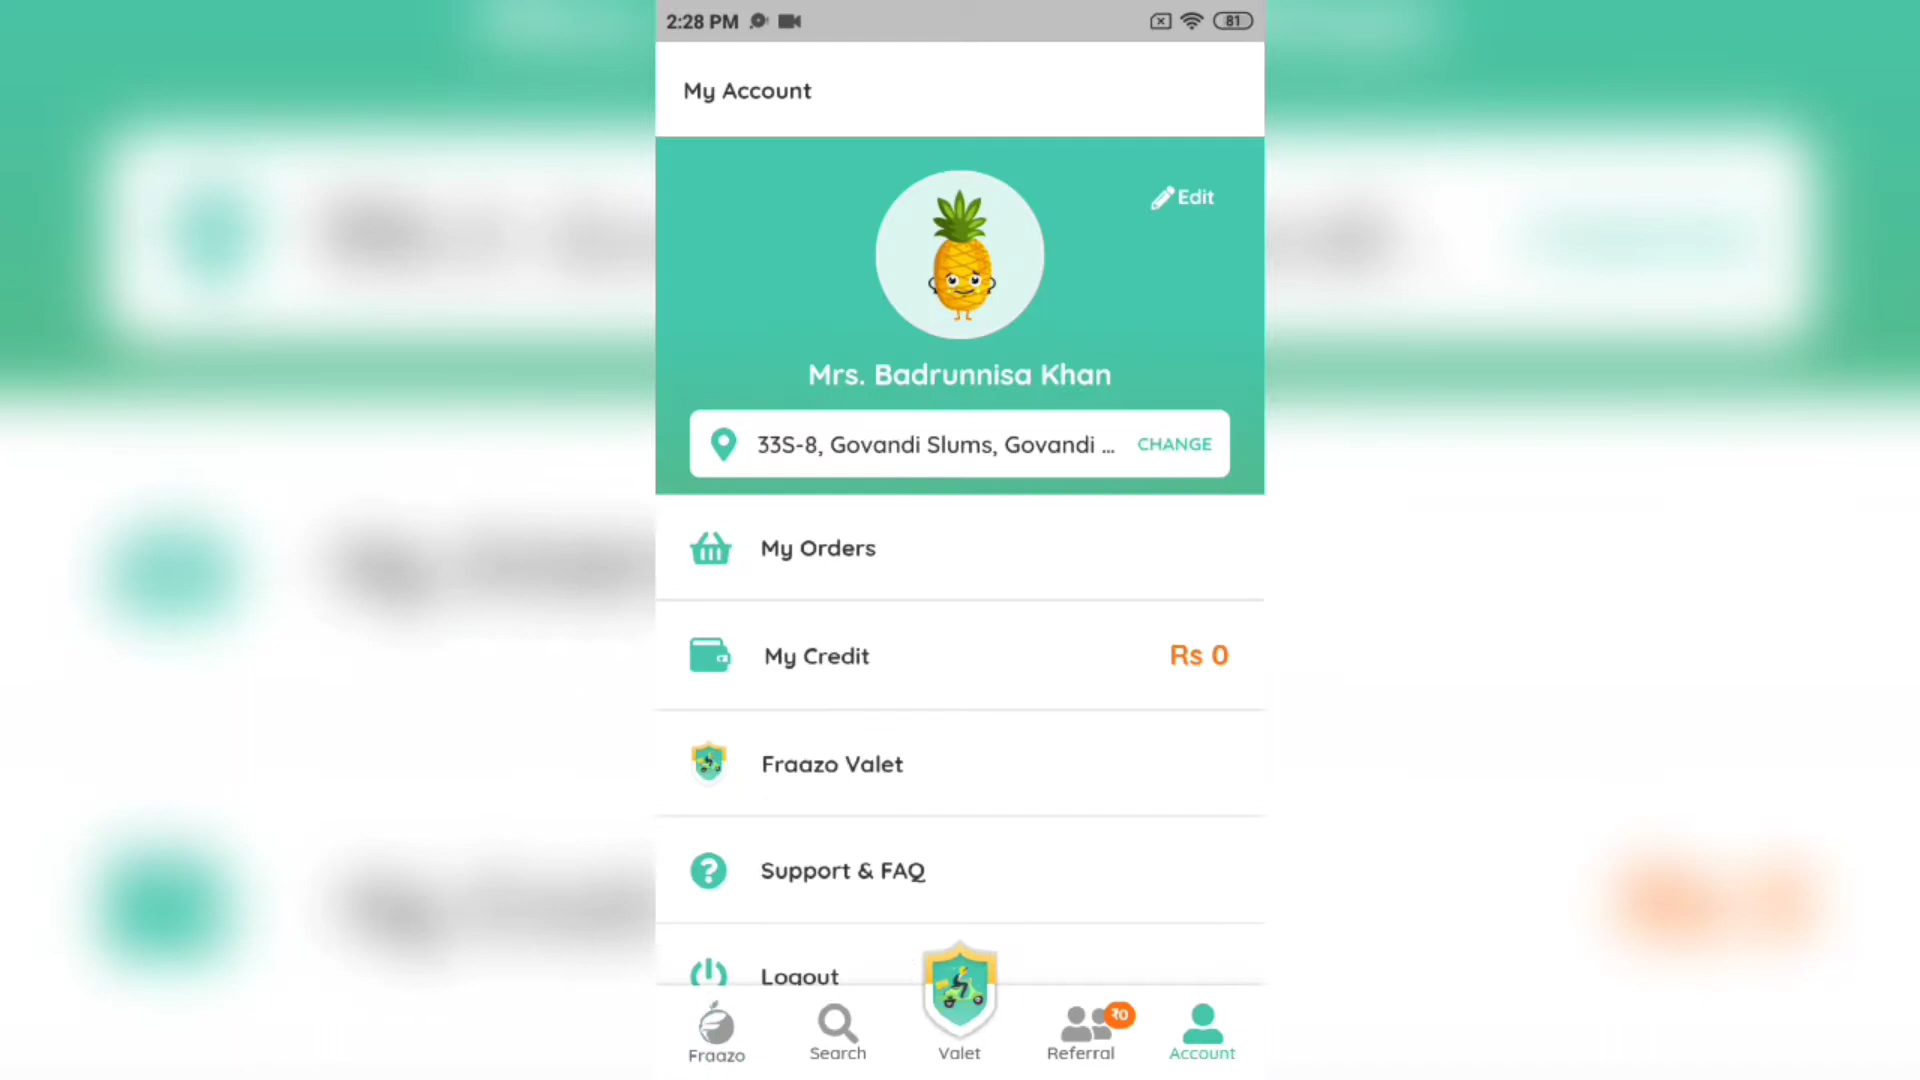 2:28 PM
81
My Account
Edit
Mrs. Badrunnisa Khan
33S-8, Govandi Slums, Govandi ...
CHANGE
My Orders
My Credit
Rs 0
Fraazo Valet
Support & FAQ
Logout
₹0
Fraazo
Search
Valet
Referral
Account